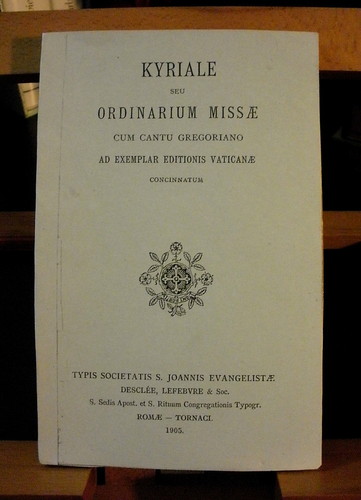 KYRIALE
SEU
ORDINARIUM MISSÆ
CUM CANTU GREGORIANO
AD EXEMPLAR EDITIONIS VATICANÆ
CONCINNATUM
TYPIS SOCIETATIS S. JOANNIS EVANGELISTÆ
DESCLÉE, LEFEBVRE & Soc.
S. Sedis Apost. et S. Rituum Congregationis Typogr.
ROMÆ — TORNACI.
1905.